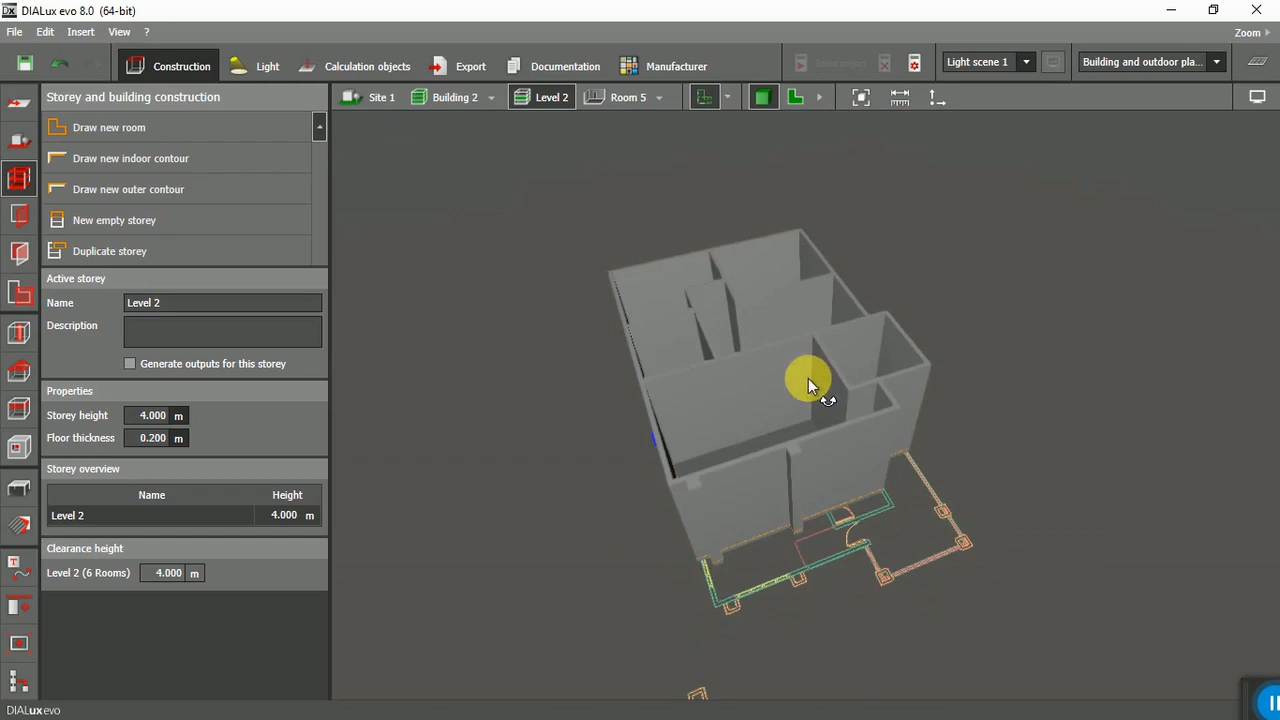 Dx DIALux evo 8.0 (64-bit)
File Edit Insert View ? Zoom
Construction Light Calculation objects Export Documentation Manufacturer Light scene 1 Building and outdoor pla...
Storey and building construction Site 1 Building 2 Level 2 Room 5
Draw new room
Draw new indoor contour
Draw new outer contour
New empty storey
Duplicate storey
Active storey
Name Level 2
Description
Generate outputs for this storey
Properties
Storey height 4.000 m
Floor thickness 0.200 m
Storey overview
Name Height
Level 2 4.000 m
Clearance height
Level 2 (6 Rooms) 4.000 m
DIALux evo